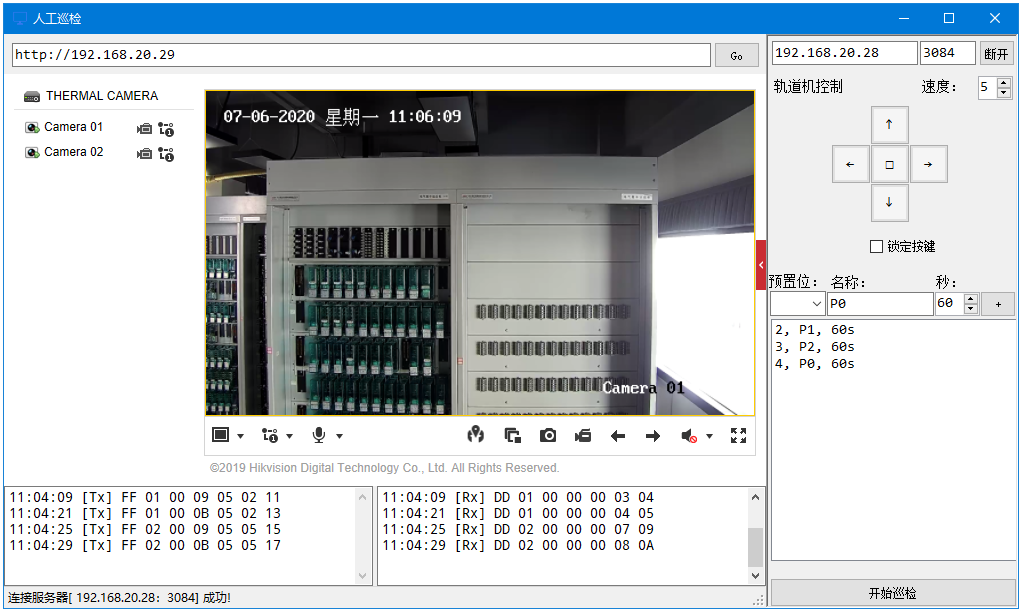 人工巡检
http://192.168.20.29
Go
192.168.20.28
3084
断开
THERMAL CAMERA
Camera 01
Camera 02
07-06-2020 星期一 11:06:09
Camera 01
轨道机控制
速度:
5
↑
← □ →
↓
锁定按键
预置位: 名称: 秒:
P0
60
+
2, P1, 60s
3, P2, 60s
4, P0, 60s
©2019 Hikvision Digital Technology Co., Ltd. All Rights Reserved.
11:04:09 [Tx] FF 01 00 09 05 02 11
11:04:21 [Tx] FF 01 00 0B 05 02 13
11:04:25 [Tx] FF 02 00 09 05 05 15
11:04:29 [Tx] FF 02 00 0B 05 05 17
11:04:09 [Rx] DD 01 00 00 00 03 04
11:04:21 [Rx] DD 01 00 00 00 04 05
11:04:25 [Rx] DD 02 00 00 00 07 09
11:04:29 [Rx] DD 02 00 00 00 08 0A
开始巡检
连接服务器[ 192.168.20.28: 3084] 成功!